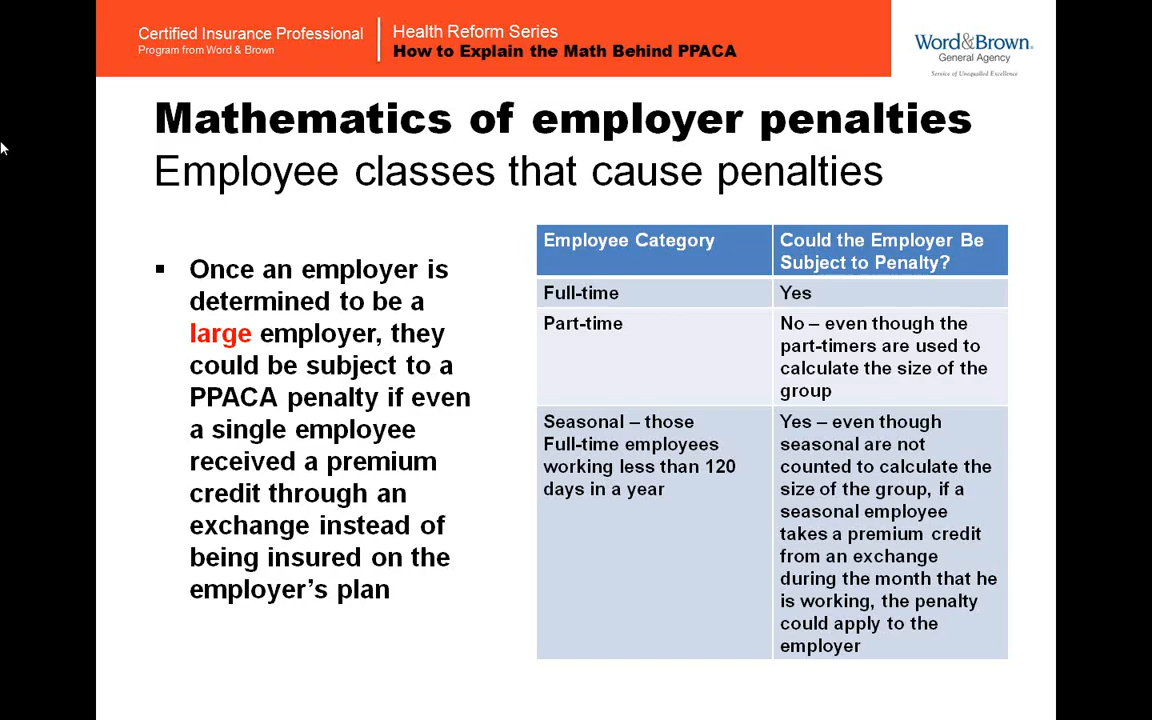 Certified Insurance Professional
Program from Word & Brown
Health Reform Series
How to Explain the Math Behind PPACA
Word&Brown.
General Agency
Service of Unequalled Excellence
Mathematics of employer penalties
Employee classes that cause penalties
▪ Once an employer is
determined to be a
large employer, they
could be subject to a
PPACA penalty if even
a single employee
received a premium
credit through an
exchange instead of
being insured on the
employer’s plan
Employee Category
Could the Employer Be
Subject to Penalty?
Full-time
Yes
Part-time
No – even though the
part-timers are used to
calculate the size of the
group
Seasonal – those
Full-time employees
working less than 120
days in a year
Yes – even though
seasonal are not
counted to calculate the
size of the group, if a
seasonal employee
takes a premium credit
from an exchange
during the month that he
is working, the penalty
could apply to the
employer